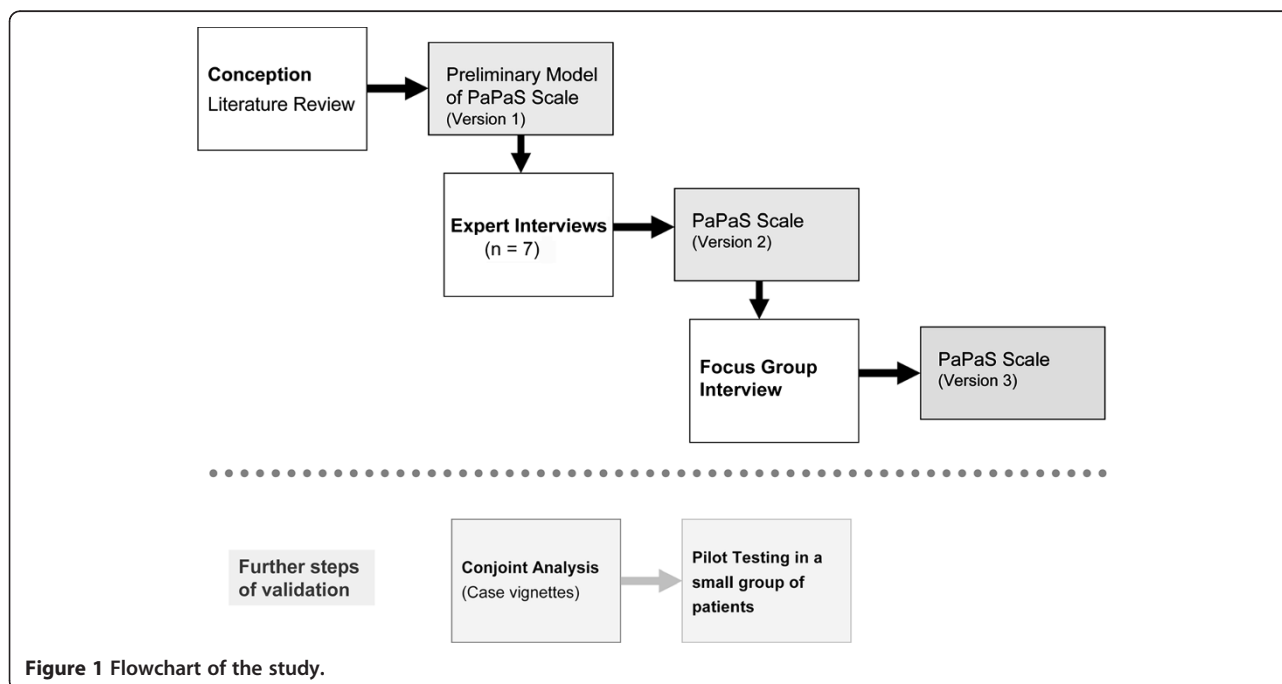 Conception
Literature Review
Preliminary Model
of PaPaS Scale
(Version 1)
Expert Interviews
(n = 7)
PaPaS Scale
(Version 2)
Focus Group
Interview
PaPaS Scale
(Version 3)
Further steps
of validation
Conjoint Analysis
(Case vignettes)
Pilot Testing in a
small group of
patients
Figure 1 Flowchart of the study.